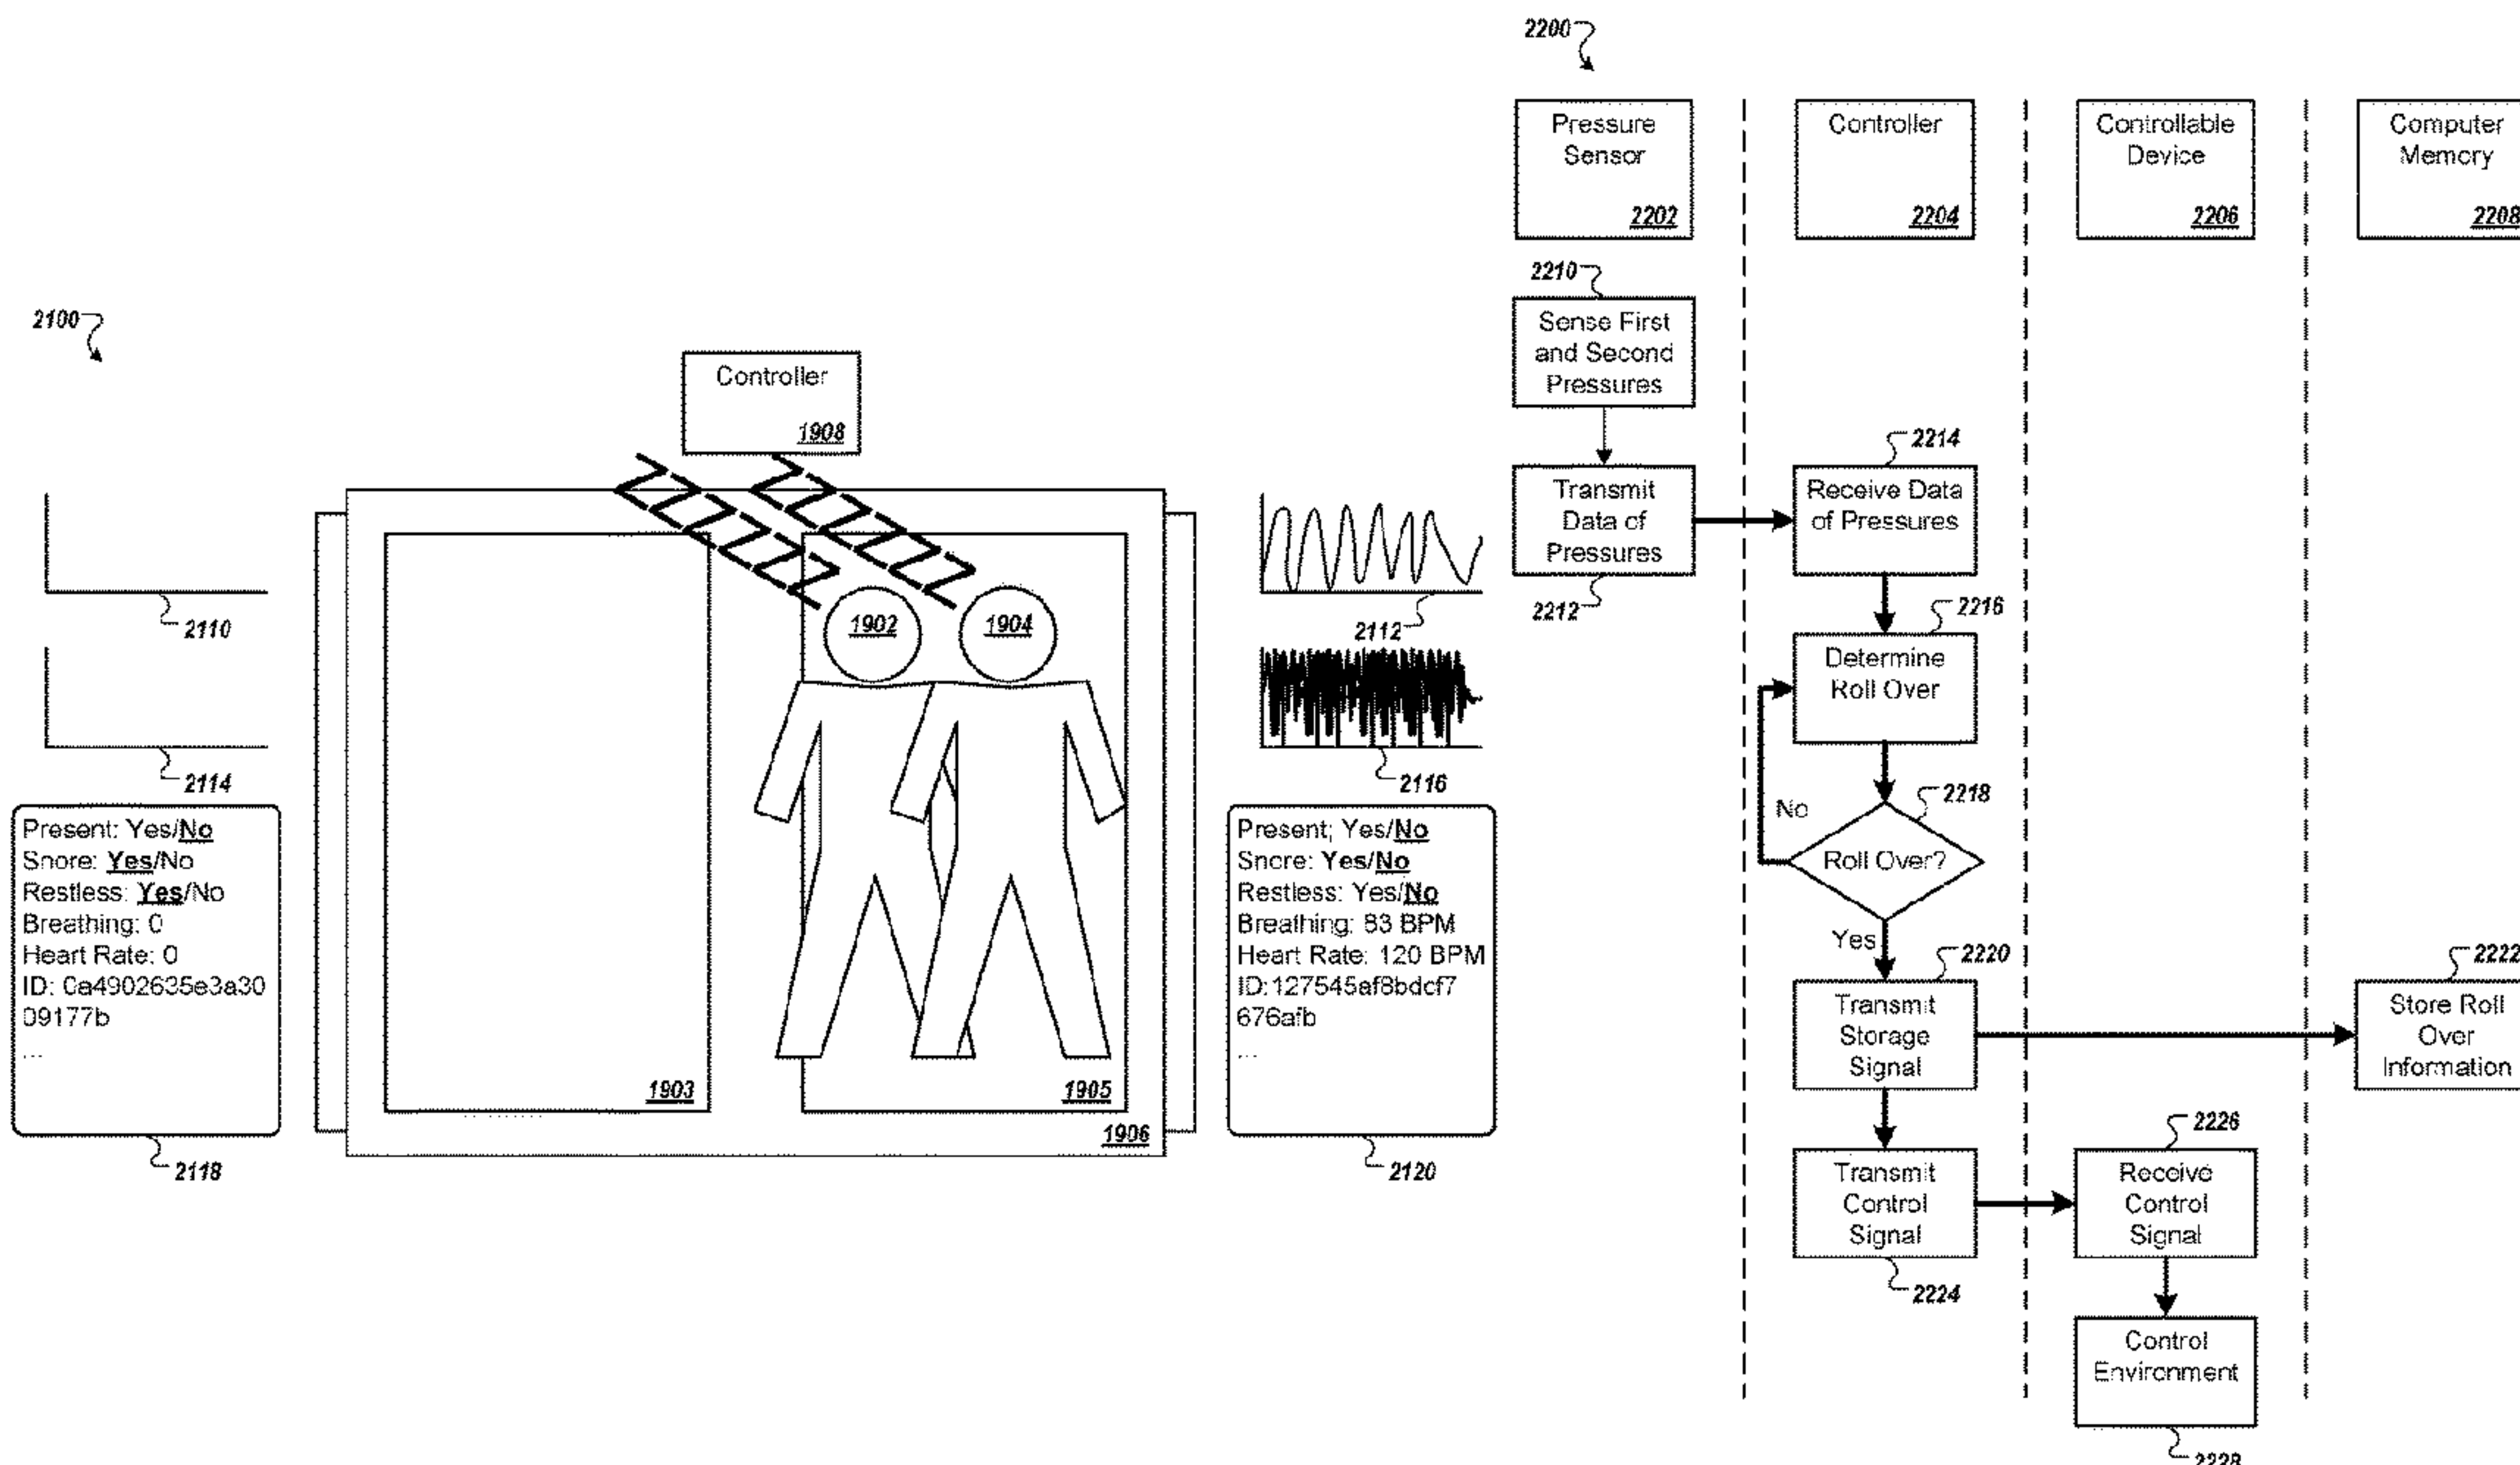 2100
Controller
1908
2110
2114
Present: Yes/No
Snore: Yes/No
Restless: Yes/No
Breathing: 0
Heart Rate: 0
ID: 0a4902635e3a30
09177b
...
2118
1902
1904
1903
1905
1906
2112
2116
Present; Yes/No
Snore: Yes/No
Restless: Yes/No
Breathing: 83 BPM
Heart Rate: 120 BPM
ID:127545af8bdcf7
676afb
...
2120
2200
Pressure
Sensor
2202
Controller
2204
Controllable
Device
2206
Computer
Memory
2208
2210
Sense First
and Second
Pressures
Transmit
Data of
Pressures
2212
2214
Receive Data
of Pressures
2216
Determine
Roll Over
2218
No
Roll Over?
Yes
2220
Transmit
Storage
Signal
2222
Store Roll
Over
Information
Transmit
Control
Signal
2224
2226
Receive
Control
Signal
Control
Environment
2228